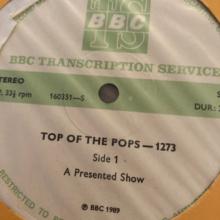 TS
BBC
BBC TRANSCRIPTION SERVICE
STEREO
33⅓ rpm 160351—S
DUR:
TOP OF THE POPS — 1273
Side 1
A Presented Show
RESTRICTED TO
© BBC 1989